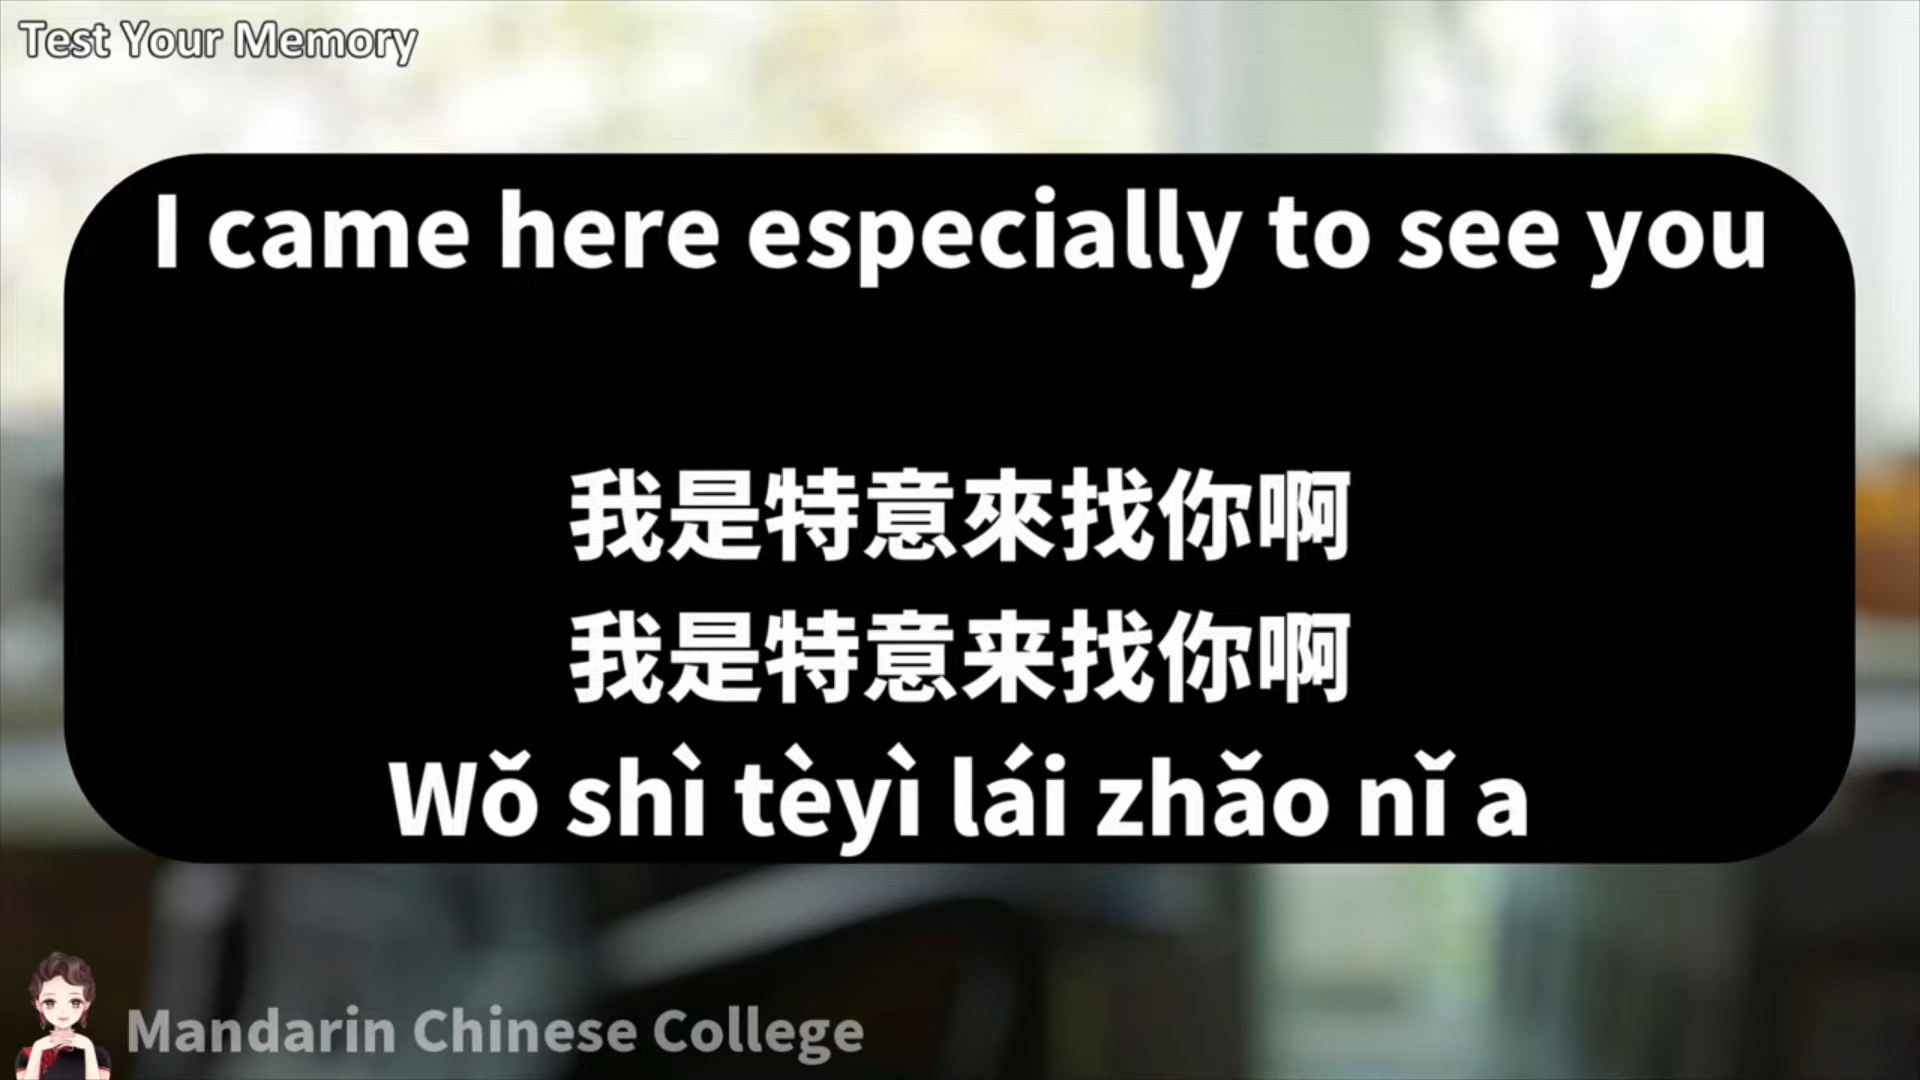 Test Your Memory
I came here especially to see you
我是特意來找你啊
我是特意来找你啊
Wǒ shì tèyì lái zhǎo nǐ a
Mandarin Chinese College